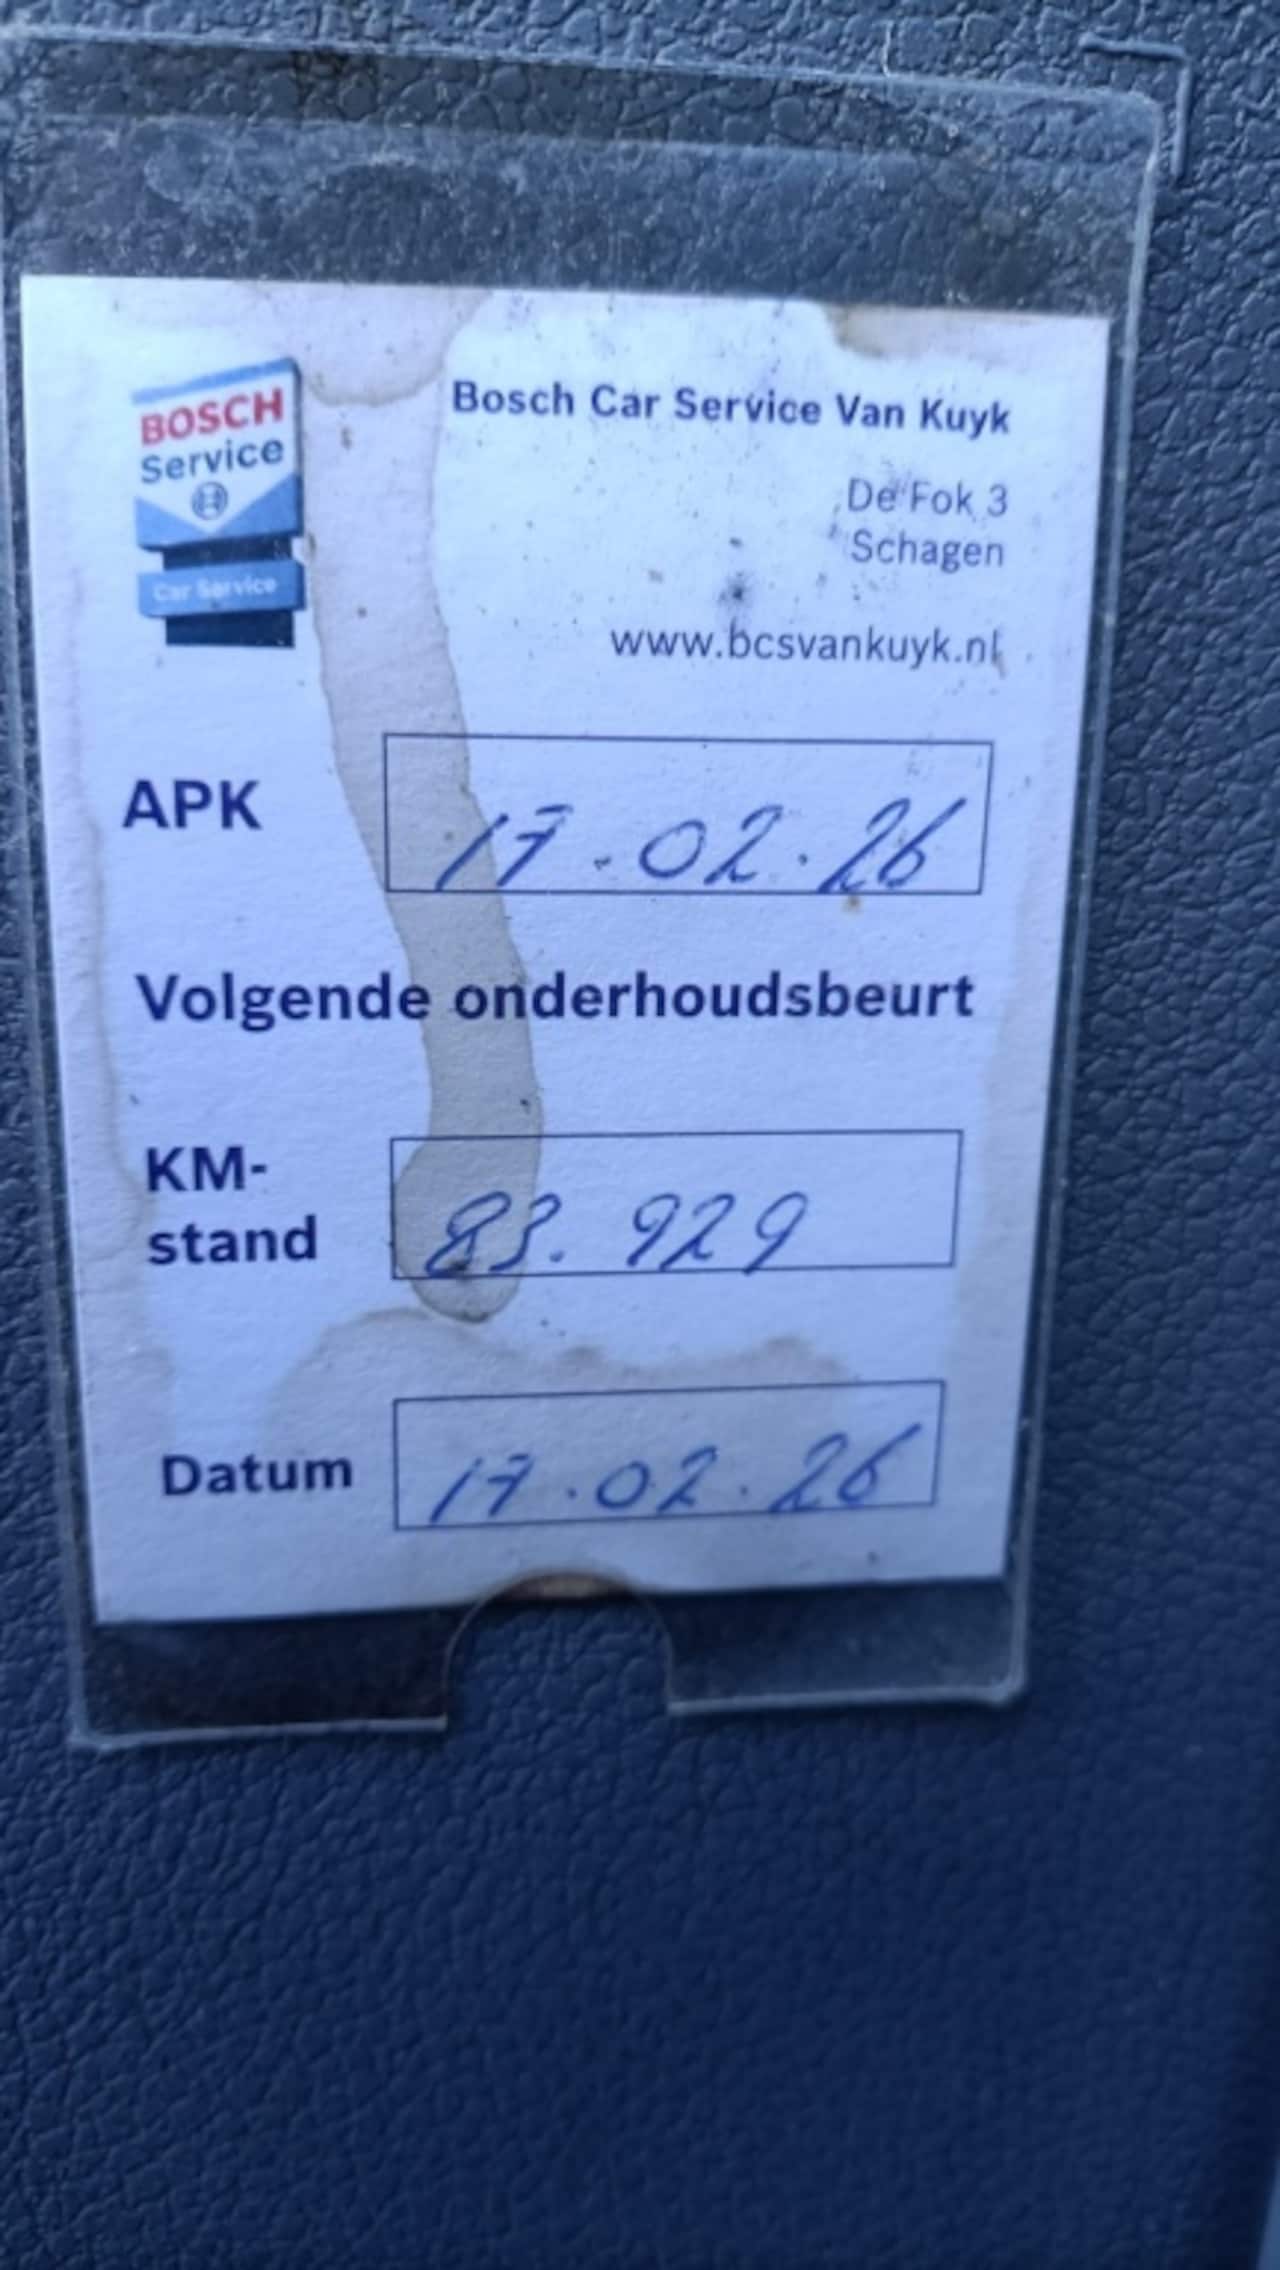 BOSCH
Service
Car Service
Bosch Car Service Van Kuyk
De Fok 3
Schagen
www.bcsvankuyk.nl
APK
17.02.26
Volgende onderhoudsbeurt
KM-
stand
83.929
Datum
17.02.26